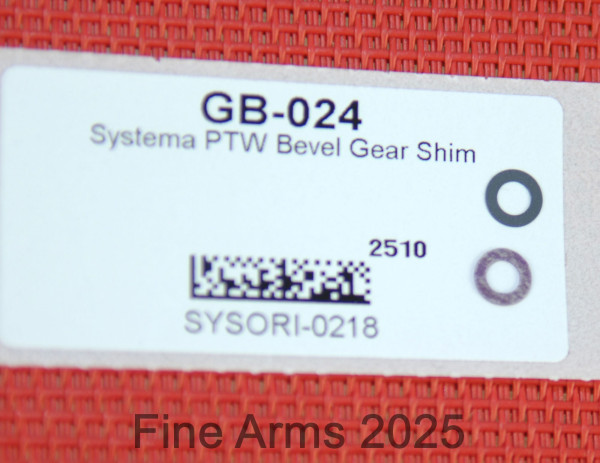 GB-024
Systema PTW Bevel Gear Shim
2510
SYSORI-0218
Fine Arms 2025